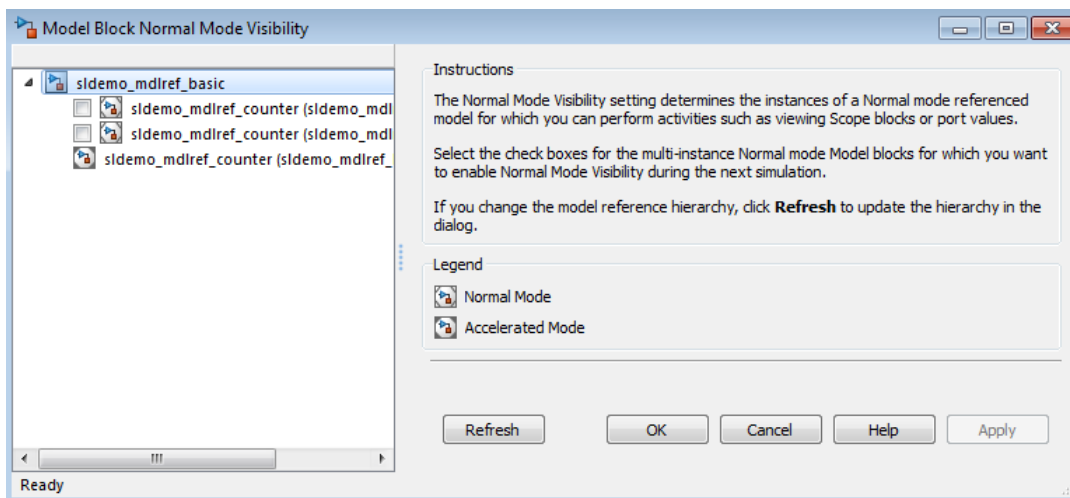 Model Block Normal Mode Visibility
sldemo_mdlref_basic
sldemo_mdlref_counter (sldemo_mdl
sldemo_mdlref_counter (sldemo_mdl
sldemo_mdlref_counter (sldemo_mdlref_
Instructions
The Normal Mode Visibility setting determines the instances of a Normal mode referenced
model for which you can perform activities such as viewing Scope blocks or port values.
Select the check boxes for the multi-instance Normal mode Model blocks for which you want
to enable Normal Mode Visibility during the next simulation.
If you change the model reference hierarchy, click Refresh to update the hierarchy in the
dialog.
Legend
Normal Mode
Accelerated Mode
Refresh OK Cancel Help Apply
Ready